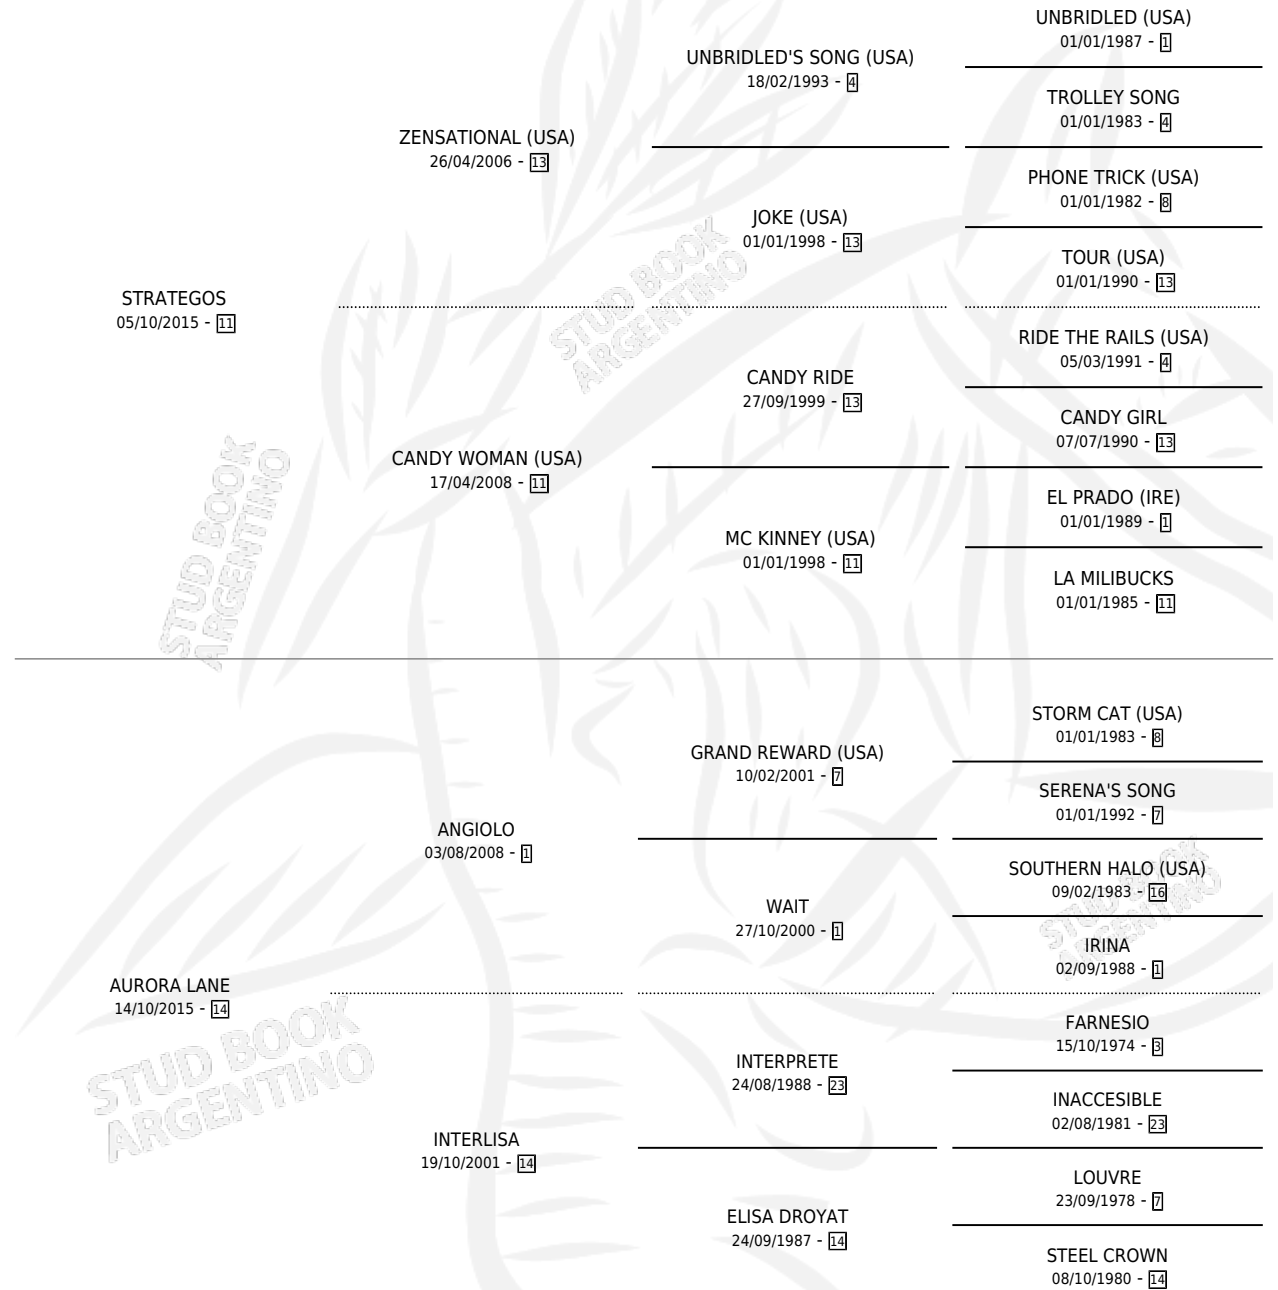 UNBRIDLED (USA)
01/01/1987 - 1
UNBRIDLED'S SONG (USA)
18/02/1993 - 4
TROLLEY SONG
01/01/1983 - 4
ZENSATIONAL (USA)
26/04/2006 - 13
PHONE TRICK (USA)
01/01/1982 - 8
JOKE (USA)
01/01/1998 - 13
TOUR (USA)
01/01/1990 - 13
STRATEGOS
05/10/2015 - 11
STUD BOOK
ARGENTINO
RIDE THE RAILS (USA)
05/03/1991 - 4
CANDY RIDE
27/09/1999 - 13
CANDY GIRL
07/07/1990 - 13
CANDY WOMAN (USA)
17/04/2008 - 11
EL PRADO (IRE)
01/01/1989 - 1
MC KINNEY (USA)
01/01/1998 - 11
LA MILIBUCKS
01/01/1985 - 11
STUD BOOK
ARGENTINO
STORM CAT (USA)
01/01/1983 - 8
GRAND REWARD (USA)
10/02/2001 - 7
SERENA'S SONG
01/01/1992 - 7
ANGIOLO
03/08/2008 - 1
SOUTHERN HALO (USA)
09/02/1983 - 16
WAIT
27/10/2000 - 1
STUD BOOK
ARGENTINO
IRINA
02/09/1988 - 1
AURORA LANE
14/10/2015 - 14
FARNESIO
15/10/1974 - 3
STUD BOOK
ARGENTINO
INTERPRETE
24/08/1988 - 23
INACCESIBLE
02/08/1981 - 23
INTERLISA
19/10/2001 - 14
LOUVRE
23/09/1978 - 7
ELISA DROYAT
24/09/1987 - 14
STEEL CROWN
08/10/1980 - 14